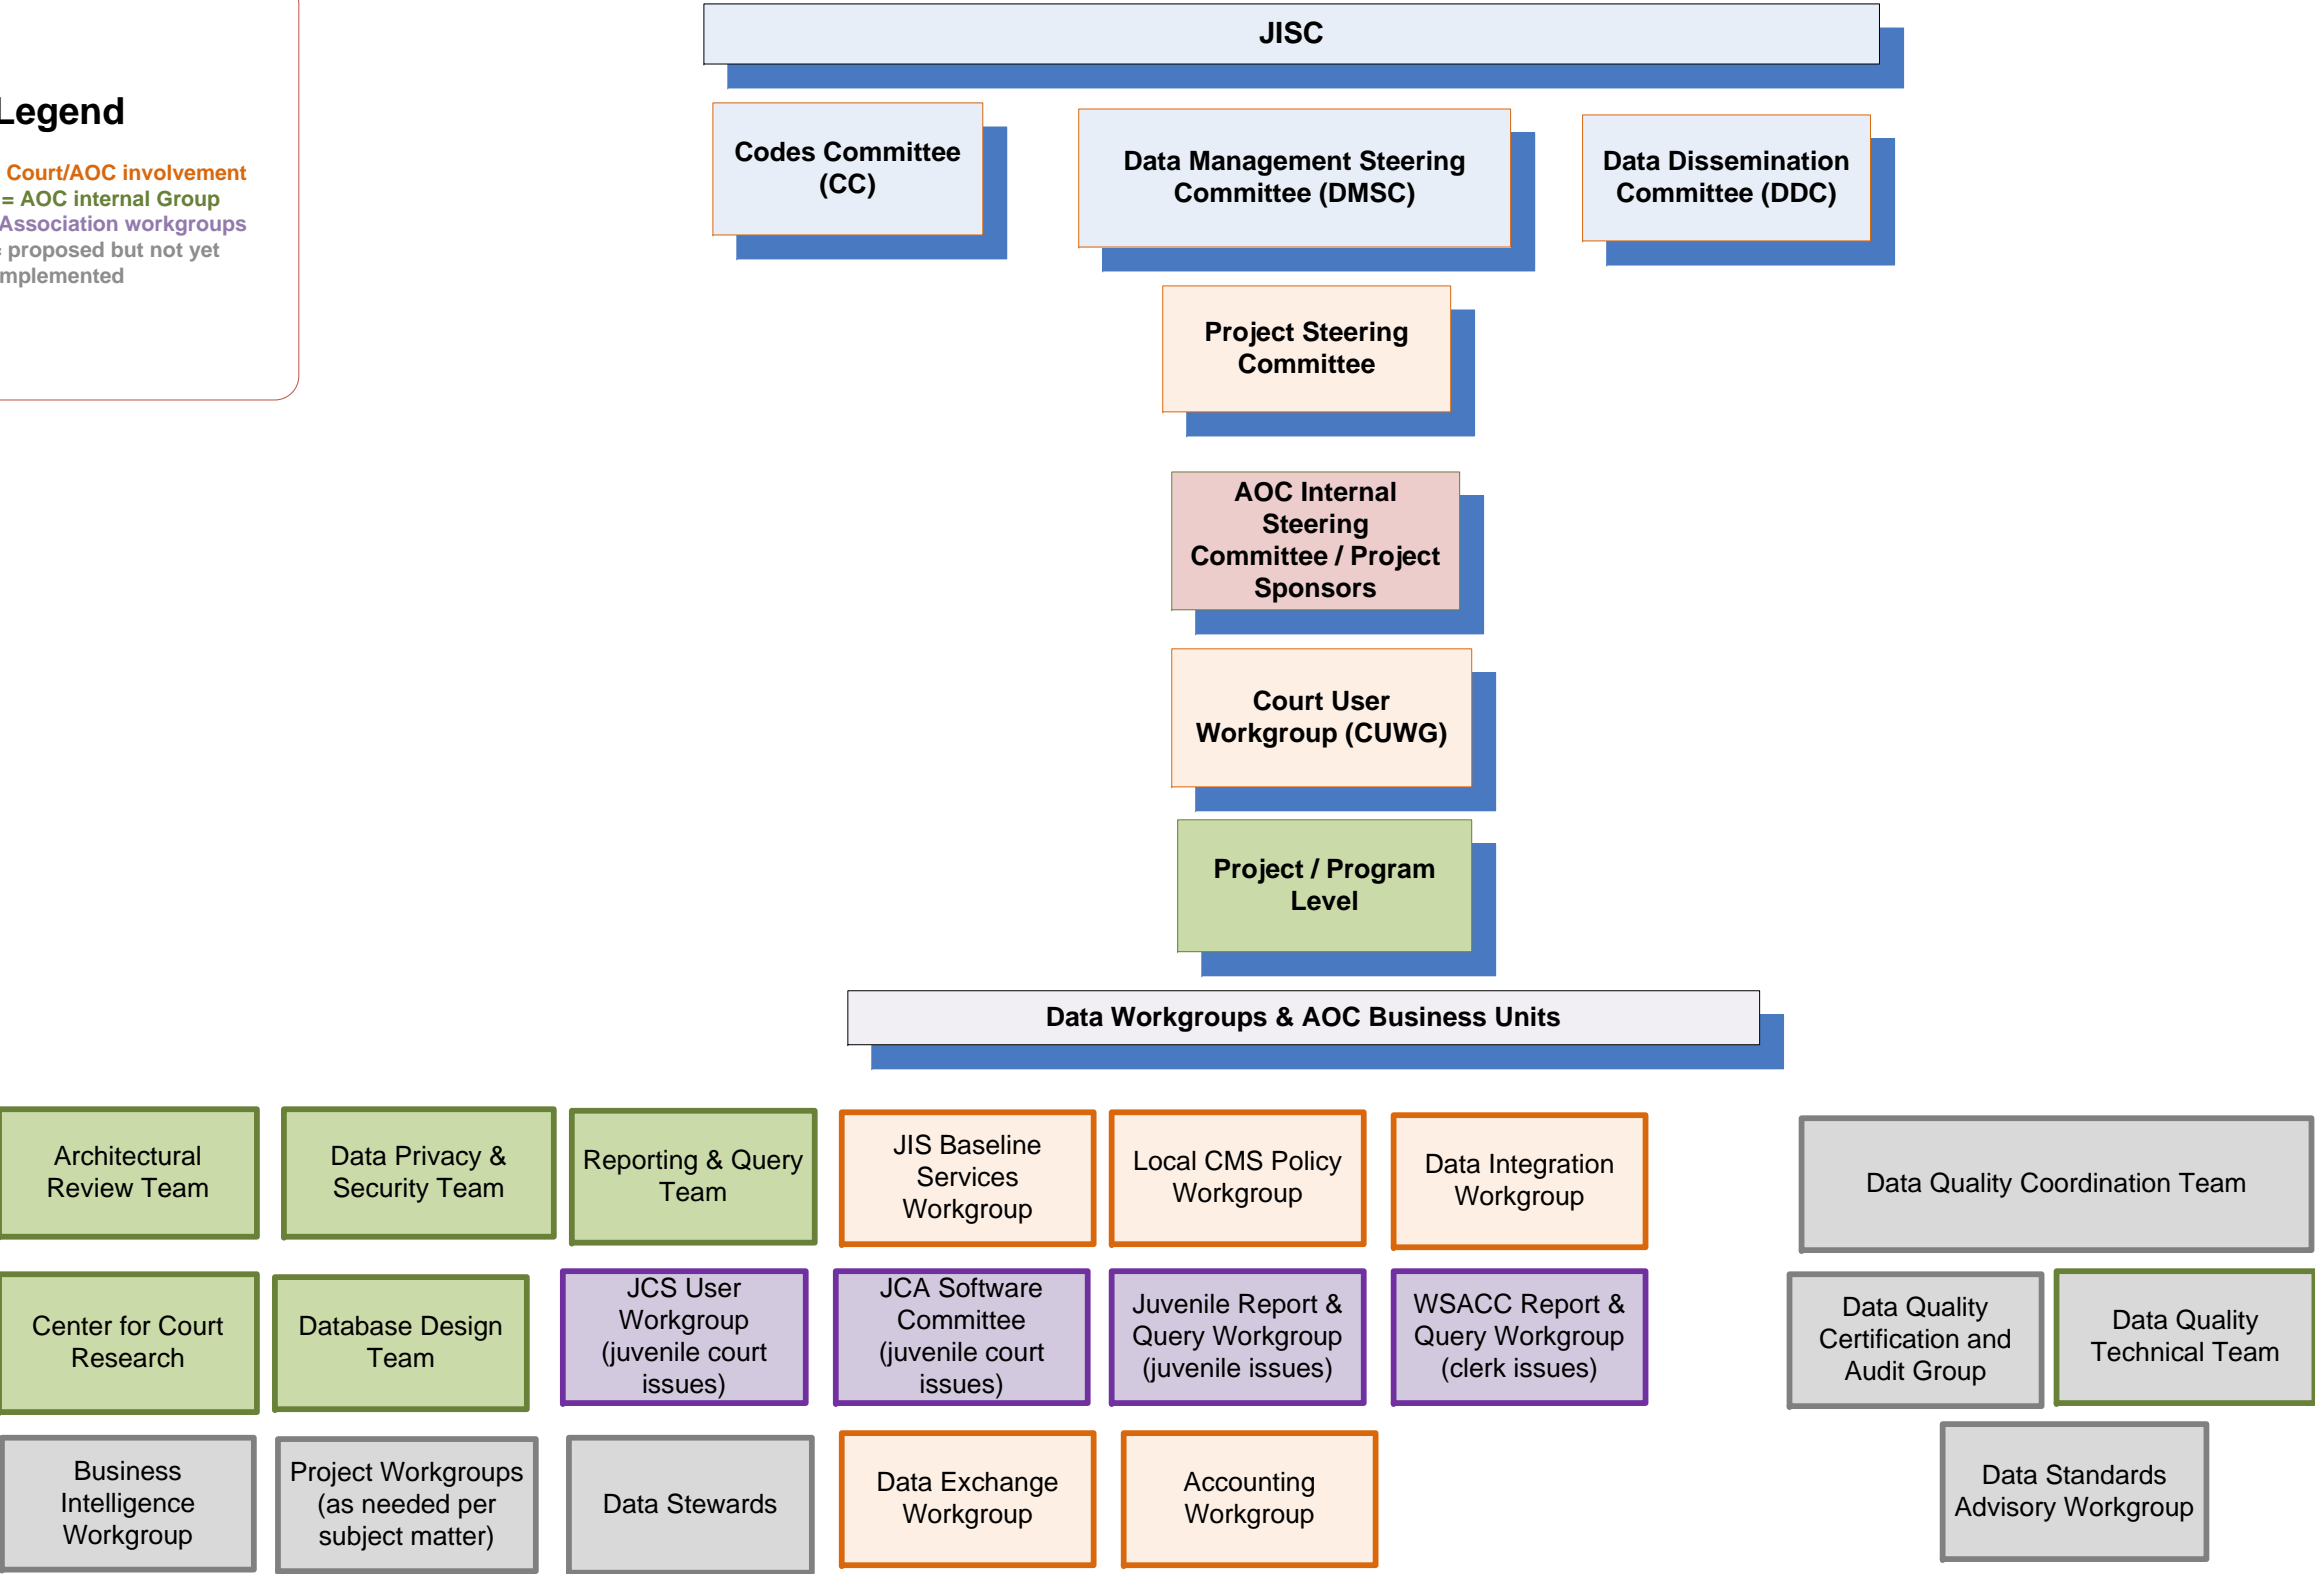 JISC
Legend
Court/AOC involvement
= AOC internal Group
Association workgroups
= proposed but not yet
implemented
Codes Committee
(CC)
Data Management Steering
Committee (DMSC)
Data Dissemination
Committee (DDC)
Project Steering
Committee
AOC Internal
Steering
Committee / Project
Sponsors
Court User
Workgroup (CUWG)
Project / Program
Level
Data Workgroups & AOC Business Units
Architectural
Review Team
Data Privacy &
Security Team
Reporting & Query
Team
JIS Baseline
Services
Workgroup
Local CMS Policy
Workgroup
Data Integration
Workgroup
Data Quality Coordination Team
Center for Court
Research
Database Design
Team
JCS User
Workgroup
(juvenile court
issues)
JCA Software
Committee
(juvenile court
issues)
Juvenile Report &
Query Workgroup
(juvenile issues)
WSACC Report &
Query Workgroup
(clerk issues)
Data Quality
Certification and
Audit Group
Data Quality
Technical Team
Business
Intelligence
Workgroup
Project Workgroups
(as needed per
subject matter)
Data Stewards
Data Exchange
Workgroup
Accounting
Workgroup
Data Standards
Advisory Workgroup